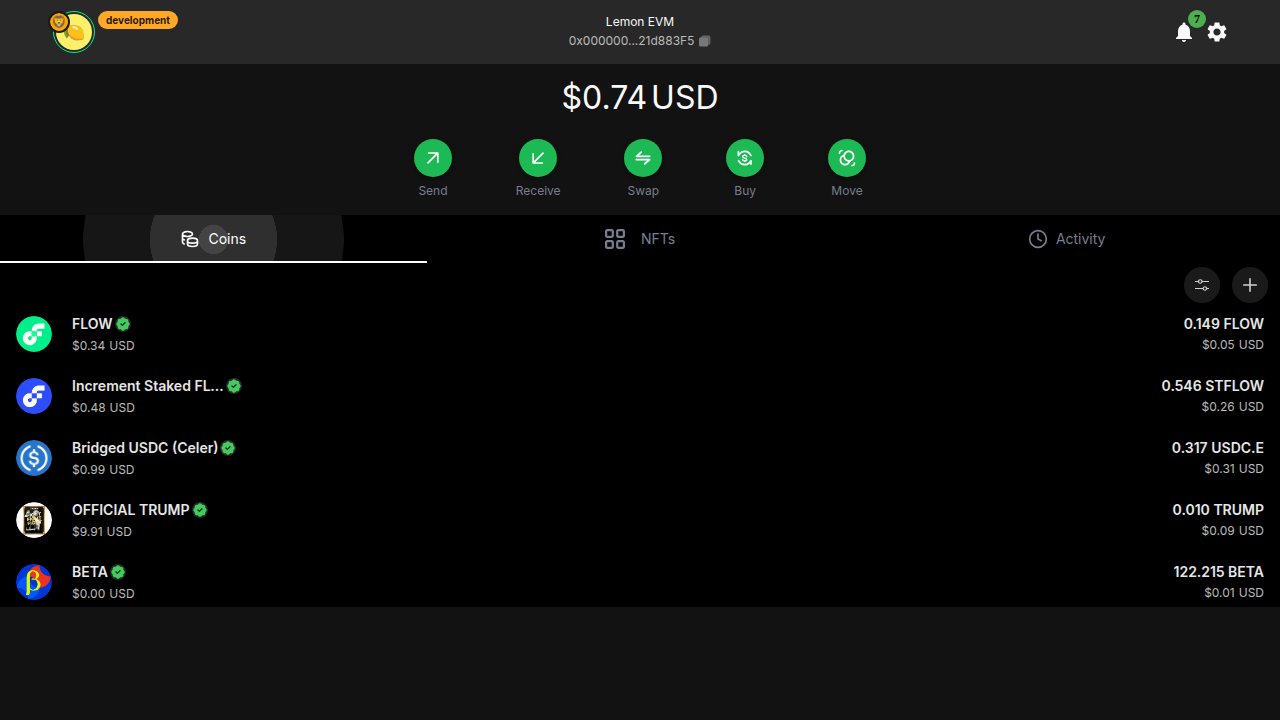 development
Lemon EVM
0x000000...21d883F5
7
$0.74 USD
Send
Receive
Swap
Buy
Move
Coins
NFTs
Activity
FLOW
0.149 FLOW
$0.34 USD
$0.05 USD
Increment Staked FL...
0.546 STFLOW
$0.48 USD
$0.26 USD
Bridged USDC (Celer)
0.317 USDC.E
$0.99 USD
$0.31 USD
OFFICIAL TRUMP
0.010 TRUMP
$9.91 USD
$0.09 USD
BETA
122.215 BETA
$0.00 USD
$0.01 USD